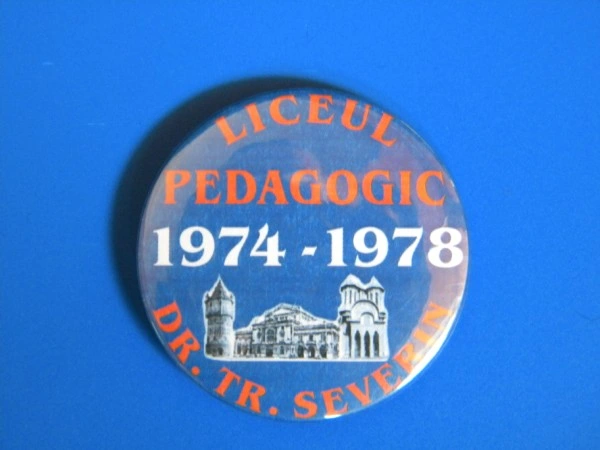 LICEUL
PEDAGOGIC
1974 - 1978
DR. TR. SEVERIN